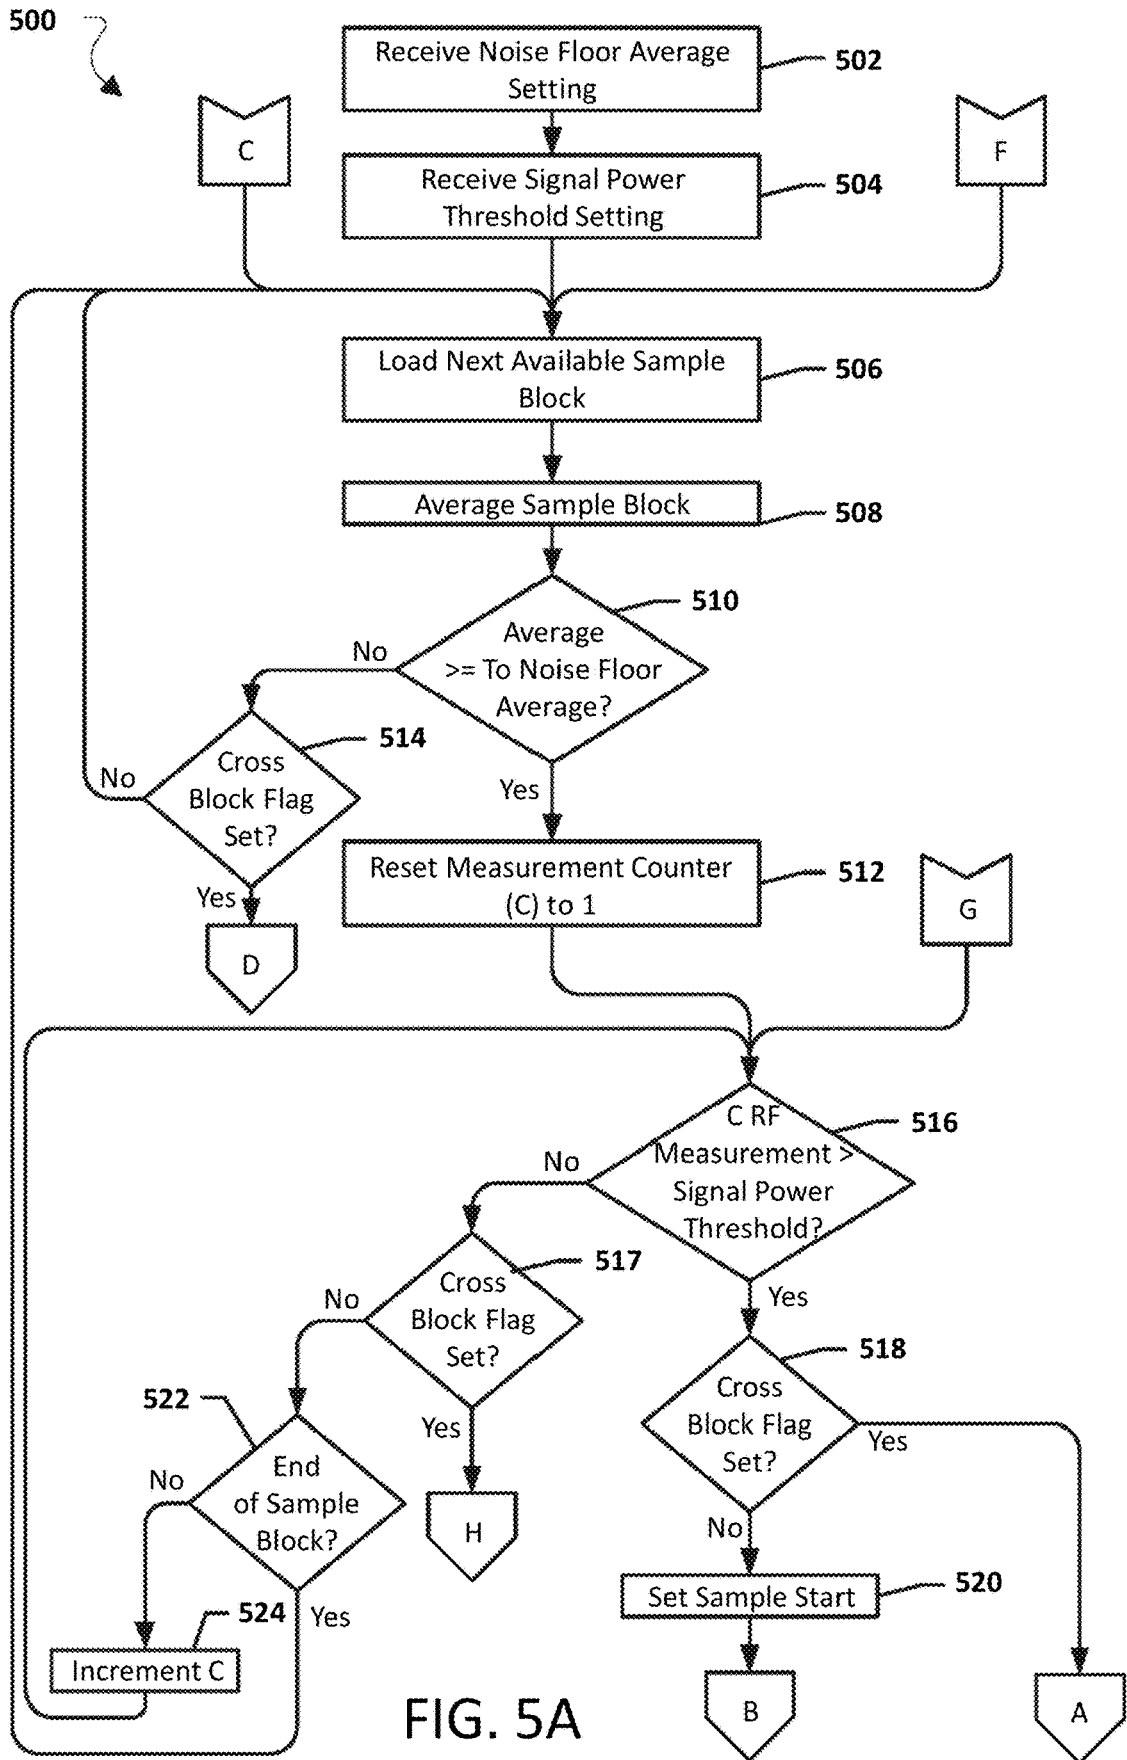 500
Receive Noise Floor Average
Setting
502
C
F
Receive Signal Power
Threshold Setting
504
Load Next Available Sample
Block
506
Average Sample Block
508
510
Average
>= To Noise Floor
Average?
No
514
Cross
Block Flag
Set?
No
Yes
Yes
D
Reset Measurement Counter
(C) to 1
512
G
C RF
Measurement >
Signal Power
Threshold?
516
No
Yes
517
Cross
Block Flag
Set?
No
Yes
518
Cross
Block Flag
Set?
Yes
No
522
End
of Sample
Block?
No
Yes
H
Set Sample Start
520
524
Increment C
B
A
FIG. 5A